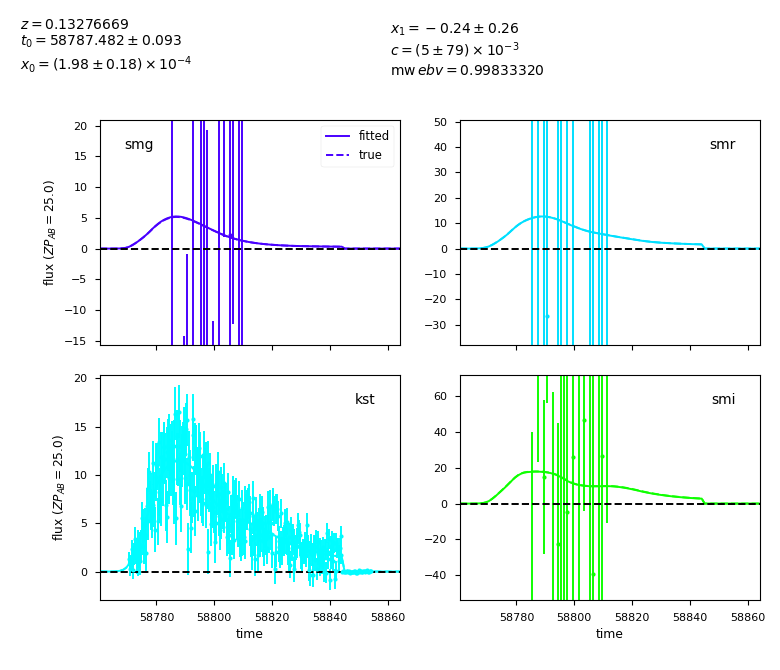 z = 0.13276669
t₀ = 58787.482 ± 0.093
x₀ = (1.98 ± 0.18) × 10⁻⁴
x₁ = −0.24 ± 0.26
c = (5 ± 79) × 10⁻³
mw ebv = 0.99833320
smg
fitted
true
20
15
10
5
0
−5
−10
−15
flux (ZP_AB = 25.0)
smr
50
40
30
20
10
0
−10
−20
−30
kst
20
15
10
5
0
flux (ZP_AB = 25.0)
58780 58800 58820 58840 58860
time
smi
60
40
20
0
−20
−40
58780 58800 58820 58840 58860
time